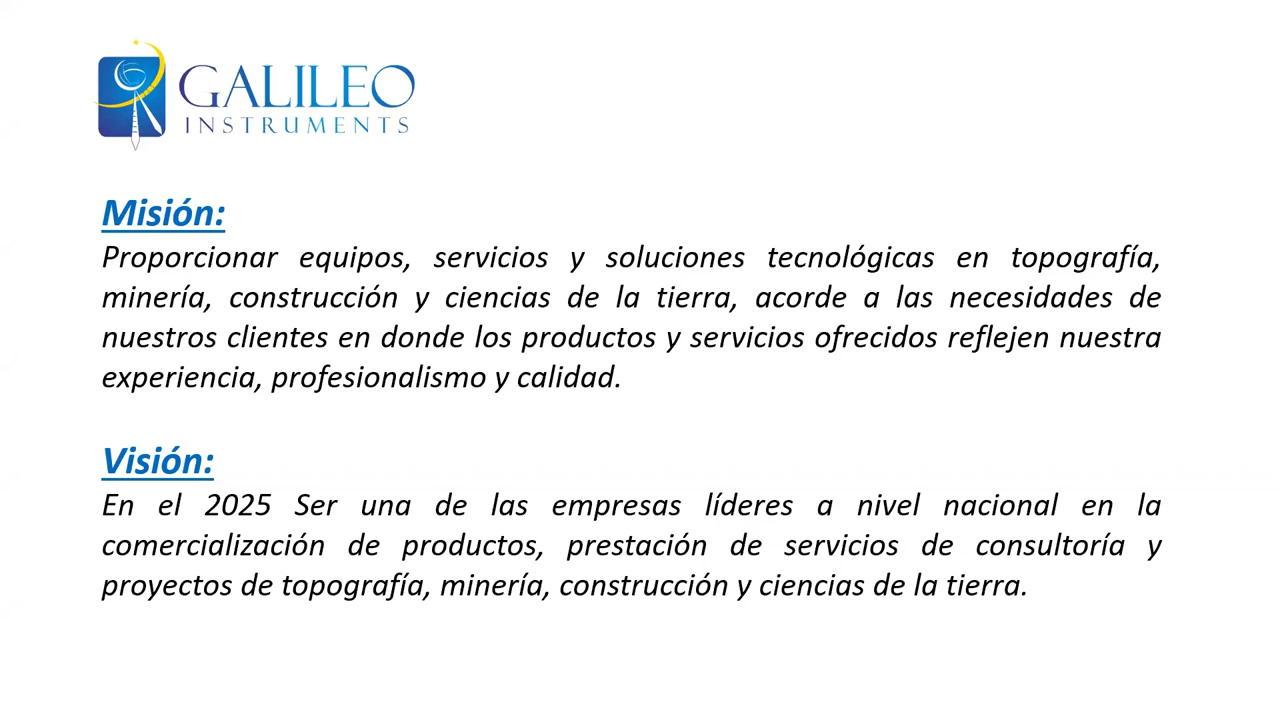 GALILEO
INSTRUMENTS
Misión:
Proporcionar equipos, servicios y soluciones tecnológicas en topografía,
minería, construcción y ciencias de la tierra, acorde a las necesidades de
nuestros clientes en donde los productos y servicios ofrecidos reflejen nuestra
experiencia, profesionalismo y calidad.
Visión:
En el 2025 Ser una de las empresas líderes a nivel nacional en la
comercialización de productos, prestación de servicios de consultoría y
proyectos de topografía, minería, construcción y ciencias de la tierra.